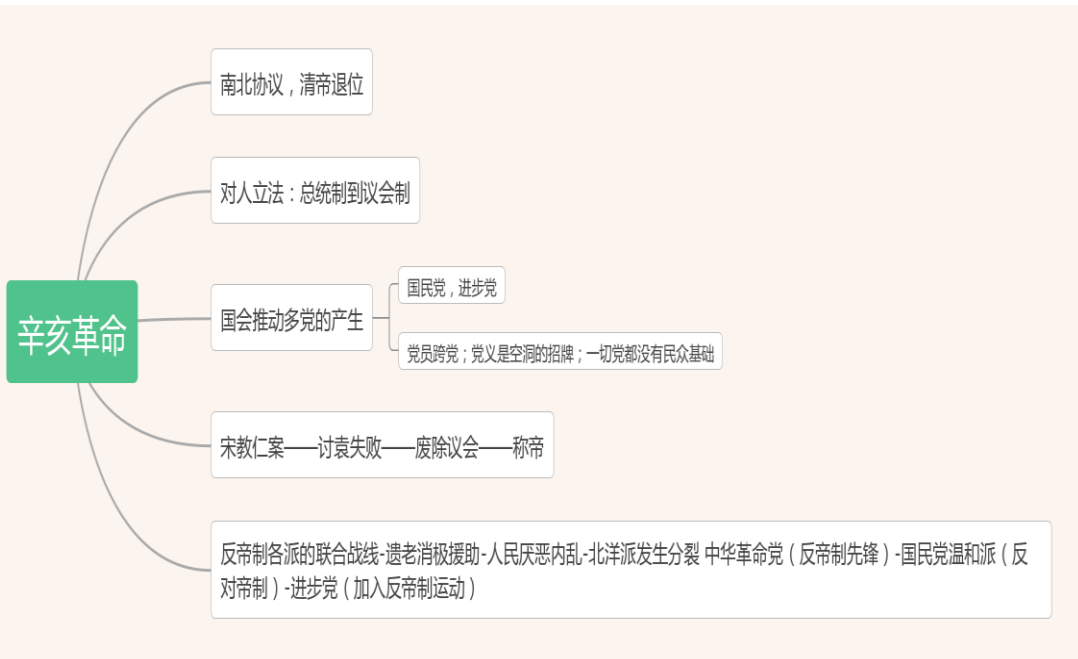 南北协议，清帝退位
对人立法：总统制到议会制
国民党，进步党
国会推动多党的产生
辛亥革命
党员跨党；党义是空洞的招牌；一切党都没有民众基础
宋教仁案——讨袁失败——废除议会——称帝
反帝制各派的联合战线-遗老消极援助-人民厌恶内乱-北洋派发生分裂 中华革命党（反帝制先锋）-国民党温和派（反
对帝制）-进步党（加入反帝制运动）